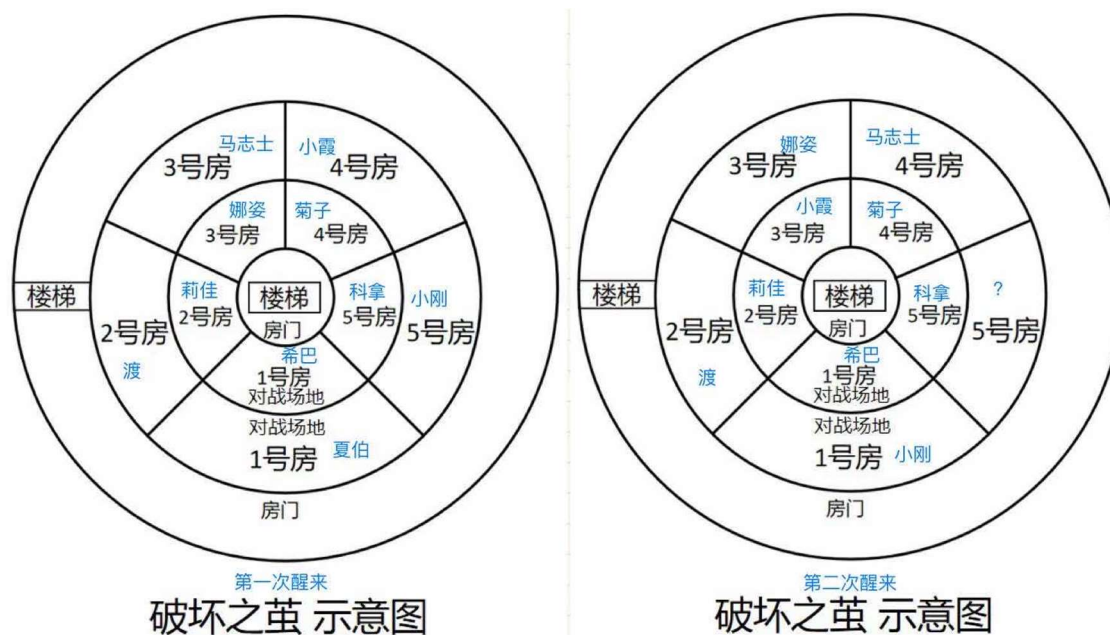 马志士
3号房
小霞
4号房
娜姿
3号房
菊子
4号房
楼梯
莉佳
2号房
楼梯
房门
科拿
5号房
小刚
5号房
2号房
渡
希巴
1号房
对战场地
对战场地
1号房
夏伯
房门
第一次醒来
破坏之茧 示意图
娜姿
3号房
马志士
4号房
小霞
3号房
菊子
4号房
楼梯
莉佳
2号房
楼梯
房门
科拿
5号房
?
5号房
2号房
渡
希巴
1号房
对战场地
对战场地
1号房
小刚
房门
第二次醒来
破坏之茧 示意图